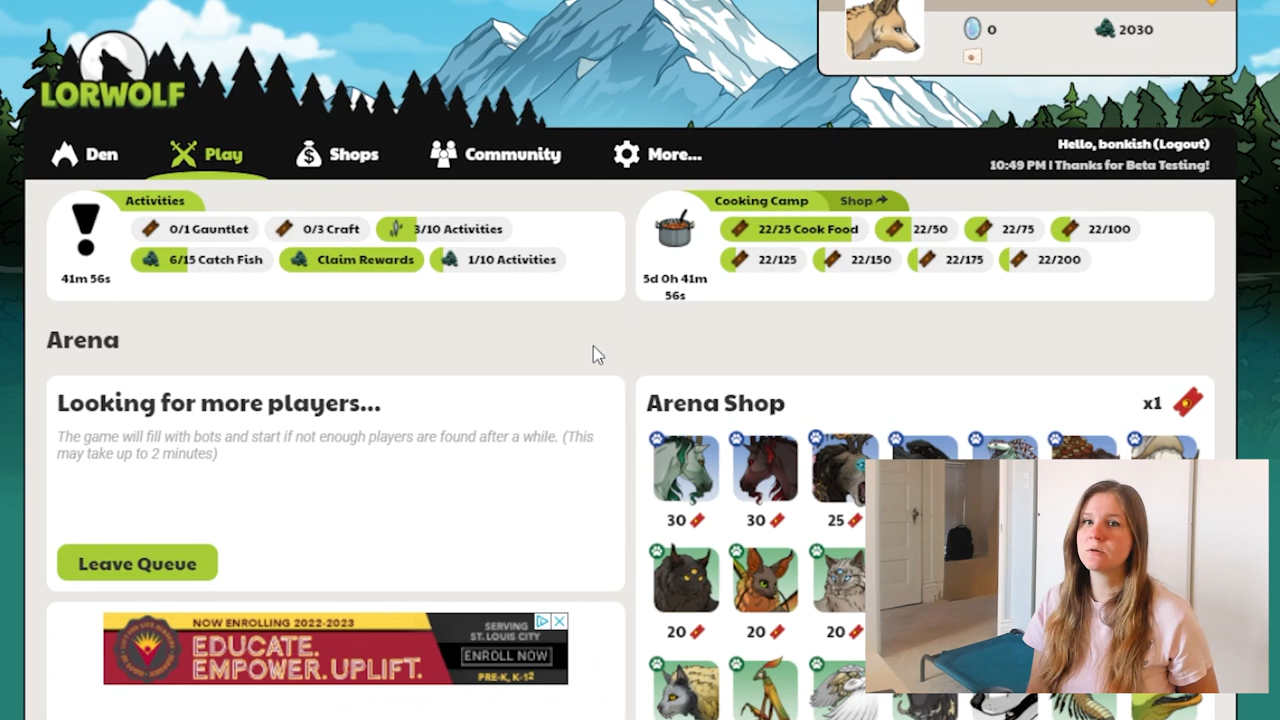 0
2030
LORWOLF
Den
Play
Shops
Community
More...
Hello, bonkish (Logout)
10:49 PM | Thanks for Beta Testing!
Activities
0/1 Gauntlet
0/3 Craft
3/10 Activities
6/15 Catch Fish
Claim Rewards
1/10 Activities
41m 56s
Cooking Camp
Shop
22/25 Cook Food
22/50
22/75
22/100
22/125
22/150
22/175
22/200
5d 0h 41m
56s
Arena
Looking for more players...
The game will fill with bots and start if not enough players are found after a while. (This
may take up to 2 minutes)
Leave Queue
Arena Shop
x1
30
30
25
20
20
20
NOW ENROLLING 2022-2023
EDUCATE.
EMPOWER. UPLIFT.
SERVING
ST. LOUIS CITY
ENROLL NOW
PRE-K, K-12